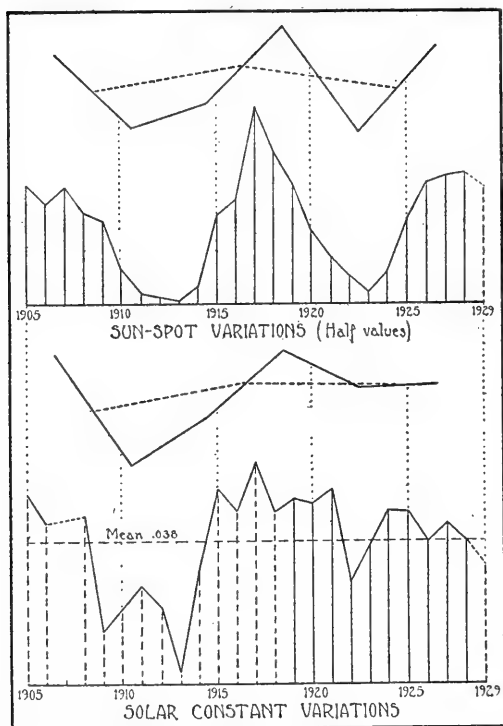 1905 1910 1915 1920 1925 1929
SUN-SPOT VARIATIONS (Half values)
Mean .038
1905 1910 1915 1920 1925 1929
SOLAR CONSTANT VARIATIONS